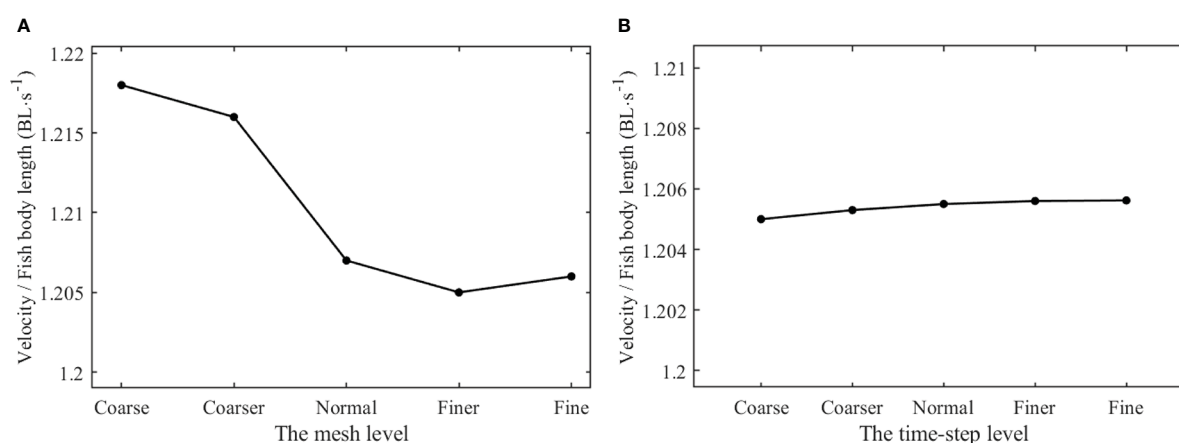 A
Velocity / Fish body length (BL·s⁻¹)
1.22
1.215
1.21
1.205
1.2
Coarse Coarser Normal Finer Fine
The mesh level
B
Velocity / Fish body length (BL·s⁻¹)
1.21
1.208
1.206
1.204
1.202
1.2
Coarse Coarser Normal Finer Fine
The time-step level